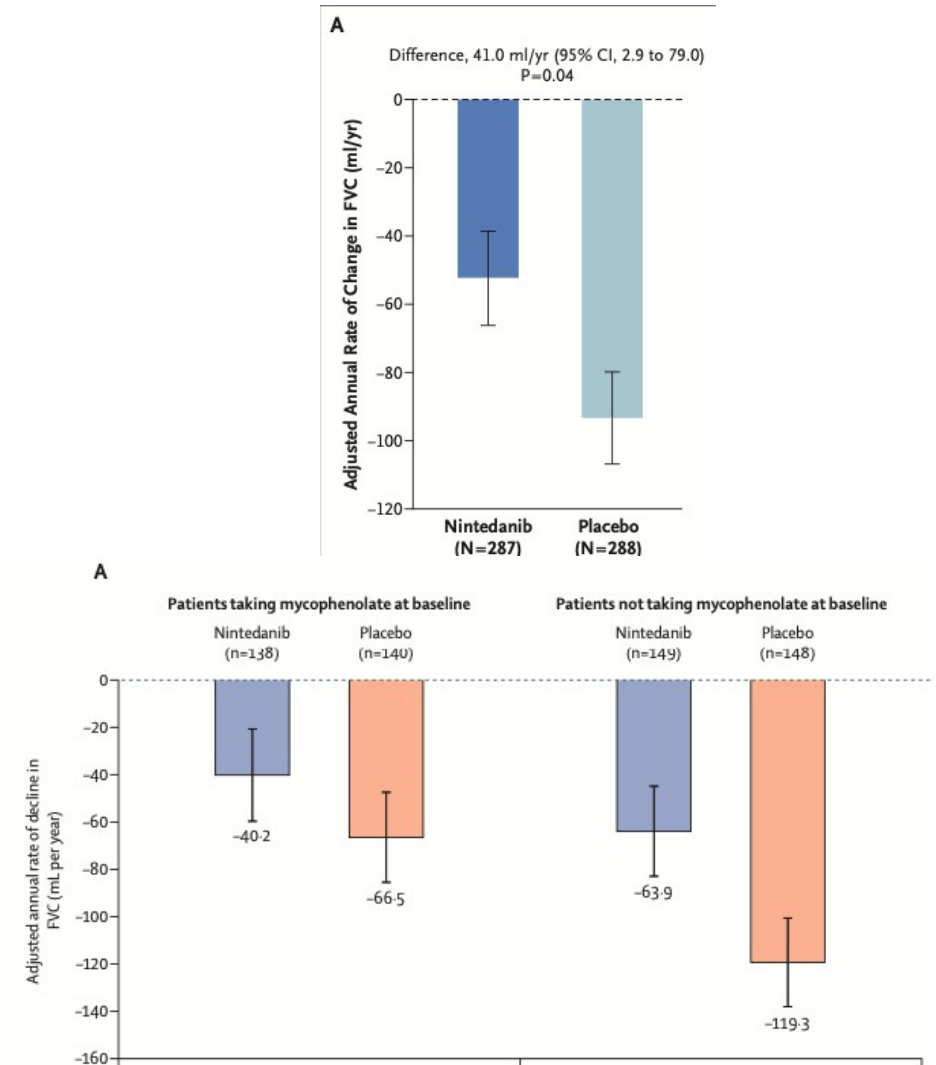 A
Difference, 41.0 ml/yr (95% CI, 2.9 to 79.0)
P=0.04
Adjusted Annual Rate of Change in FVC (ml/yr)
0
−20
−40
−60
−80
−100
−120
Nintedanib
(N=287)
Placebo
(N=288)
A
Patients taking mycophenolate at baseline
Patients not taking mycophenolate at baseline
Nintedanib
(n=138)
Placebo
(n=140)
Nintedanib
(n=149)
Placebo
(n=148)
Adjusted annual rate of decline in
FVC (mL per year)
0
−20
−40
−60
−80
−100
−120
−140
−160
−40·2
−66·5
−63·9
−119·3